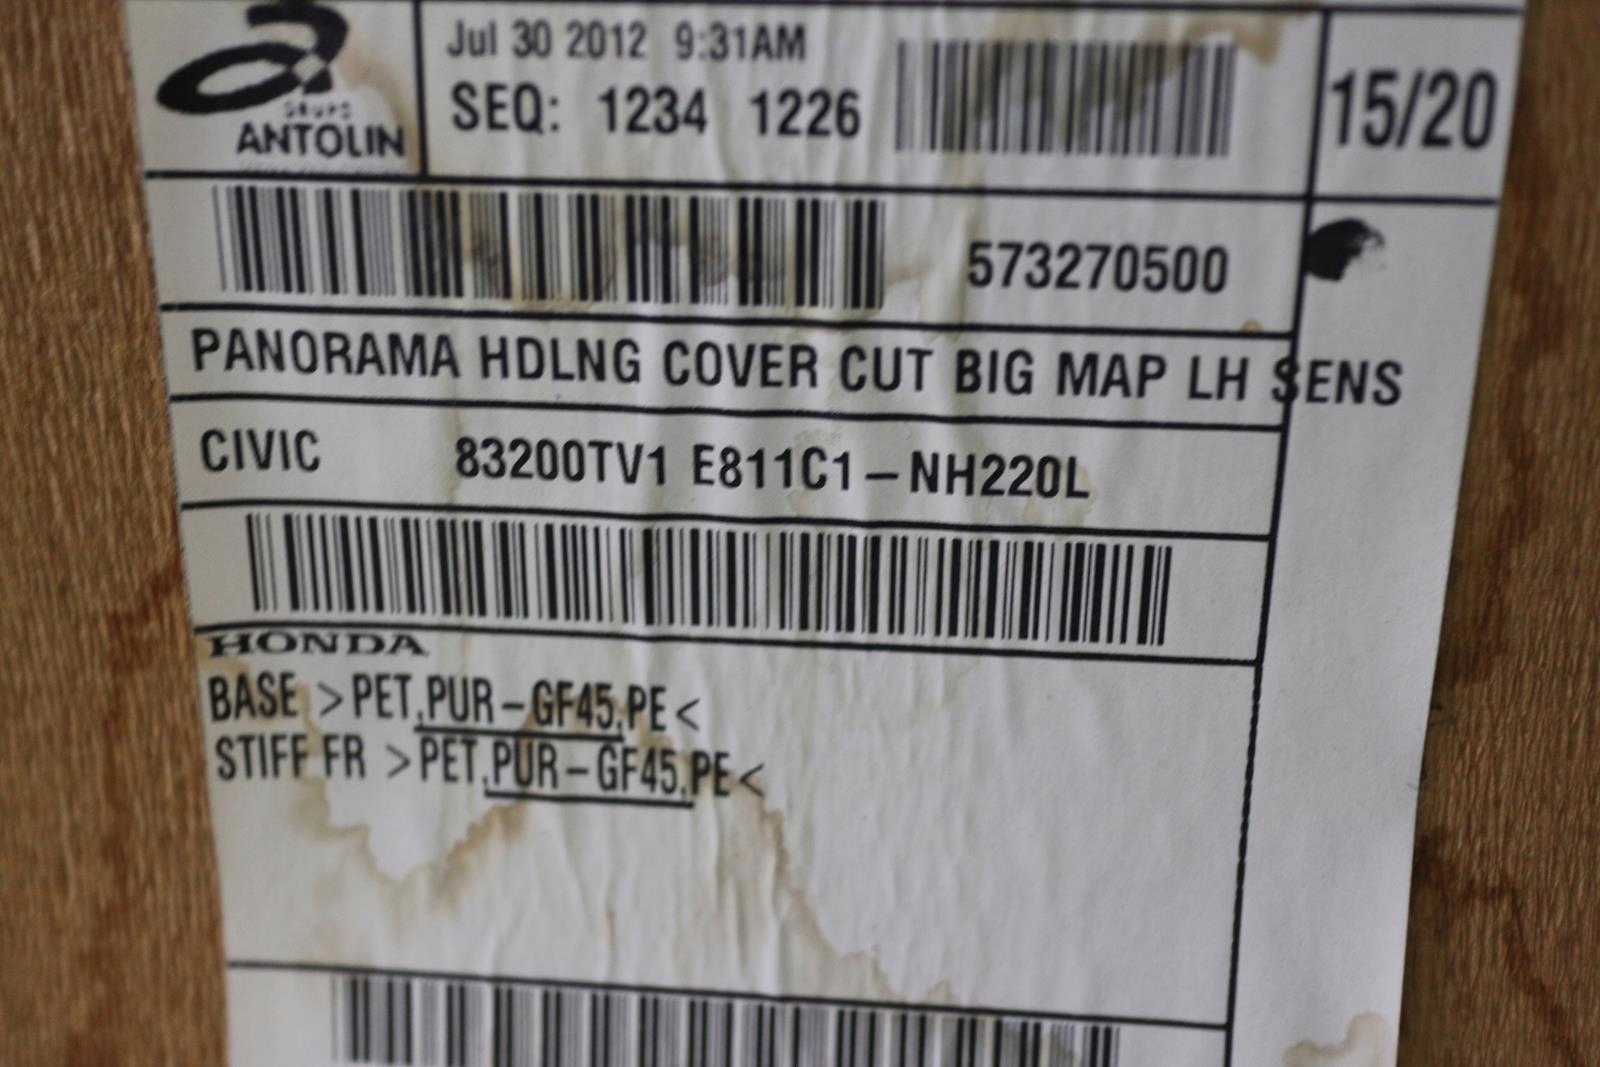 GRUPO
ANTOLIN
Jul 30 2012 9:31AM
SEQ: 1234 1226
15/20
573270500
PANORAMA HDLNG COVER CUT BIG MAP LH SENS
CIVIC 83200TV1 E811C1-NH220L
HONDA
BASE >PET,PUR-GF45,PE<
STIFF FR >PET,PUR-GF45,PE<